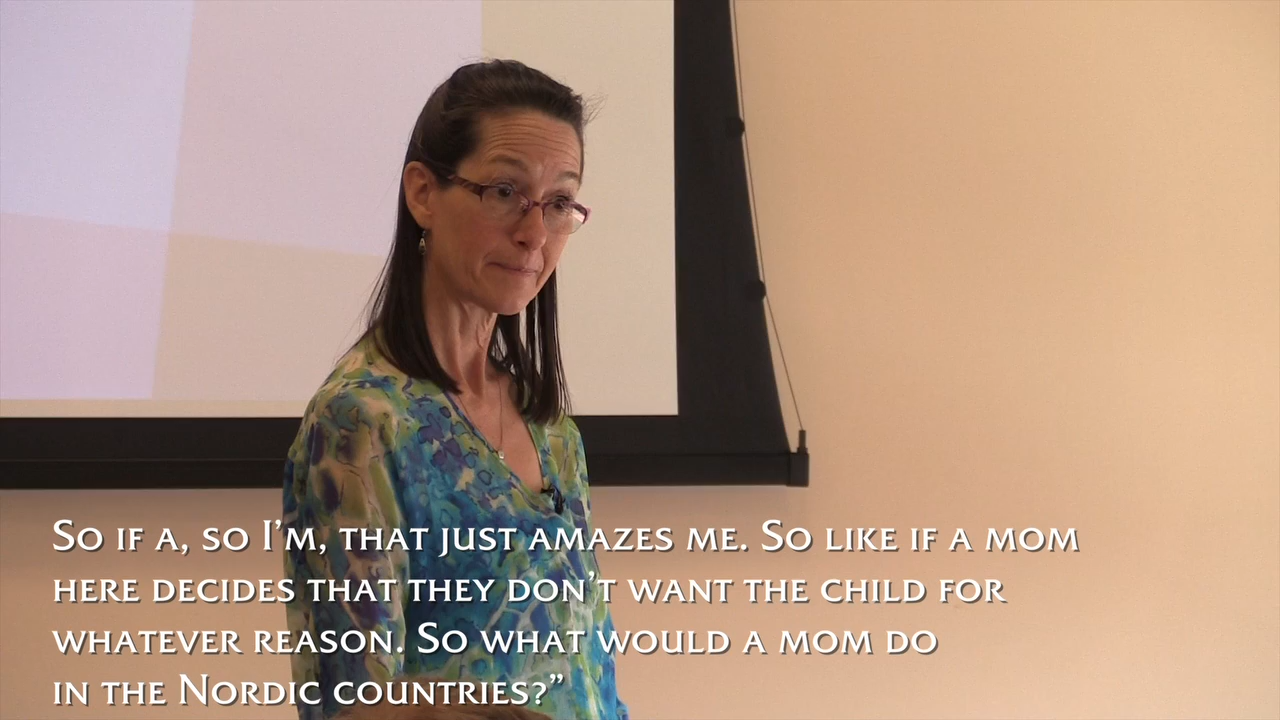 So if a, so I'm, that just amazes me. So like if a mom
here decides that they don't want the child for
whatever reason. So what would a mom do
in the Nordic countries?”